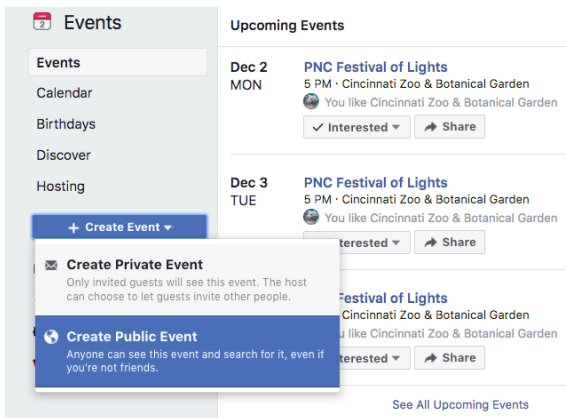 2
Events
Events
Calendar
Birthdays
Discover
Hosting
+ Create Event
Create Private Event
Only invited guests will see this event. The host
can choose to let guests invite other people.
Create Public Event
Anyone can see this event and search for it, even if
you're not friends.
Upcoming Events
Dec 2
MON
PNC Festival of Lights
5 PM · Cincinnati Zoo & Botanical Garden
You like Cincinnati Zoo & Botanical Garden
Interested
Share
Dec 3
TUE
PNC Festival of Lights
5 PM · Cincinnati Zoo & Botanical Garden
You like Cincinnati Zoo & Botanical Garden
terested
Share
Festival of Lights
Cincinnati Zoo & Botanical Garden
like Cincinnati Zoo & Botanical Garden
terested
Share
See All Upcoming Events